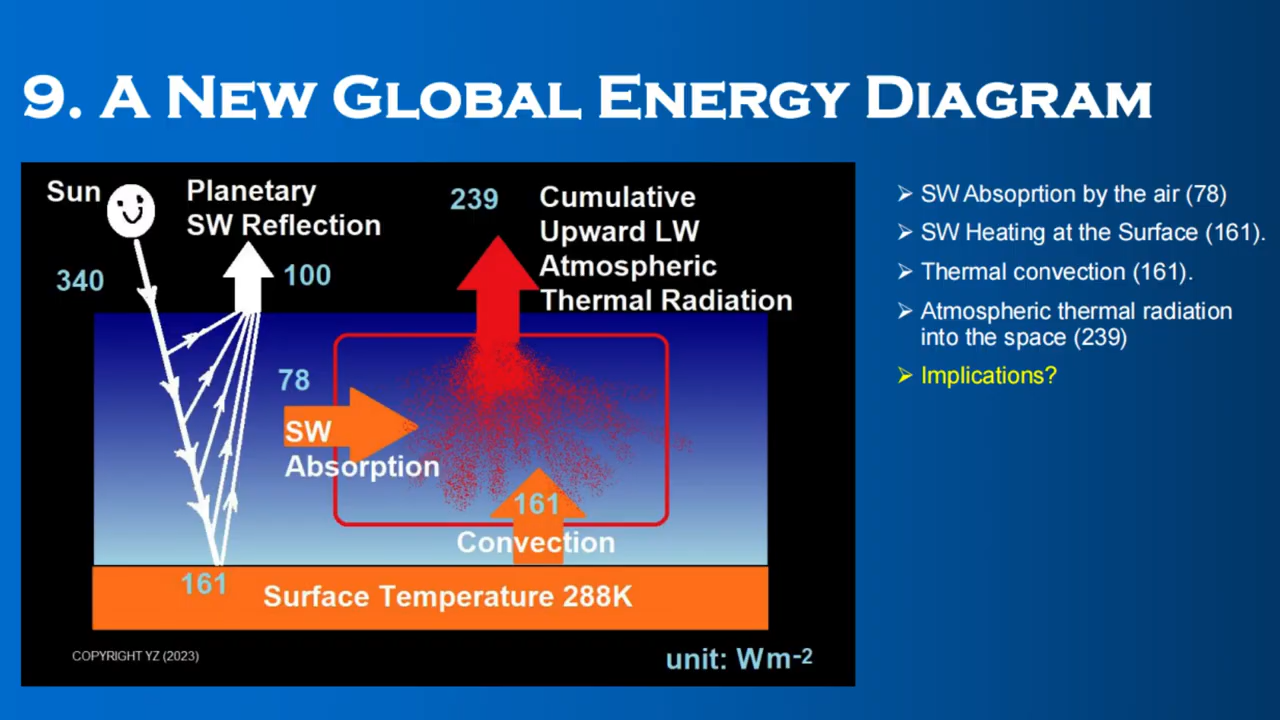 9. A New Global Energy Diagram
Sun
Planetary
SW Reflection
340
100
239
Cumulative
Upward LW
Atmospheric
Thermal Radiation
78
SW
Absorption
161
Convection
161
Surface Temperature 288K
COPYRIGHT YZ (2023)
unit: Wm-2
➢ SW Absoprtion by the air (78)
➢ SW Heating at the Surface (161).
➢ Thermal convection (161).
➢ Atmospheric thermal radiation
into the space (239)
➢ Implications?